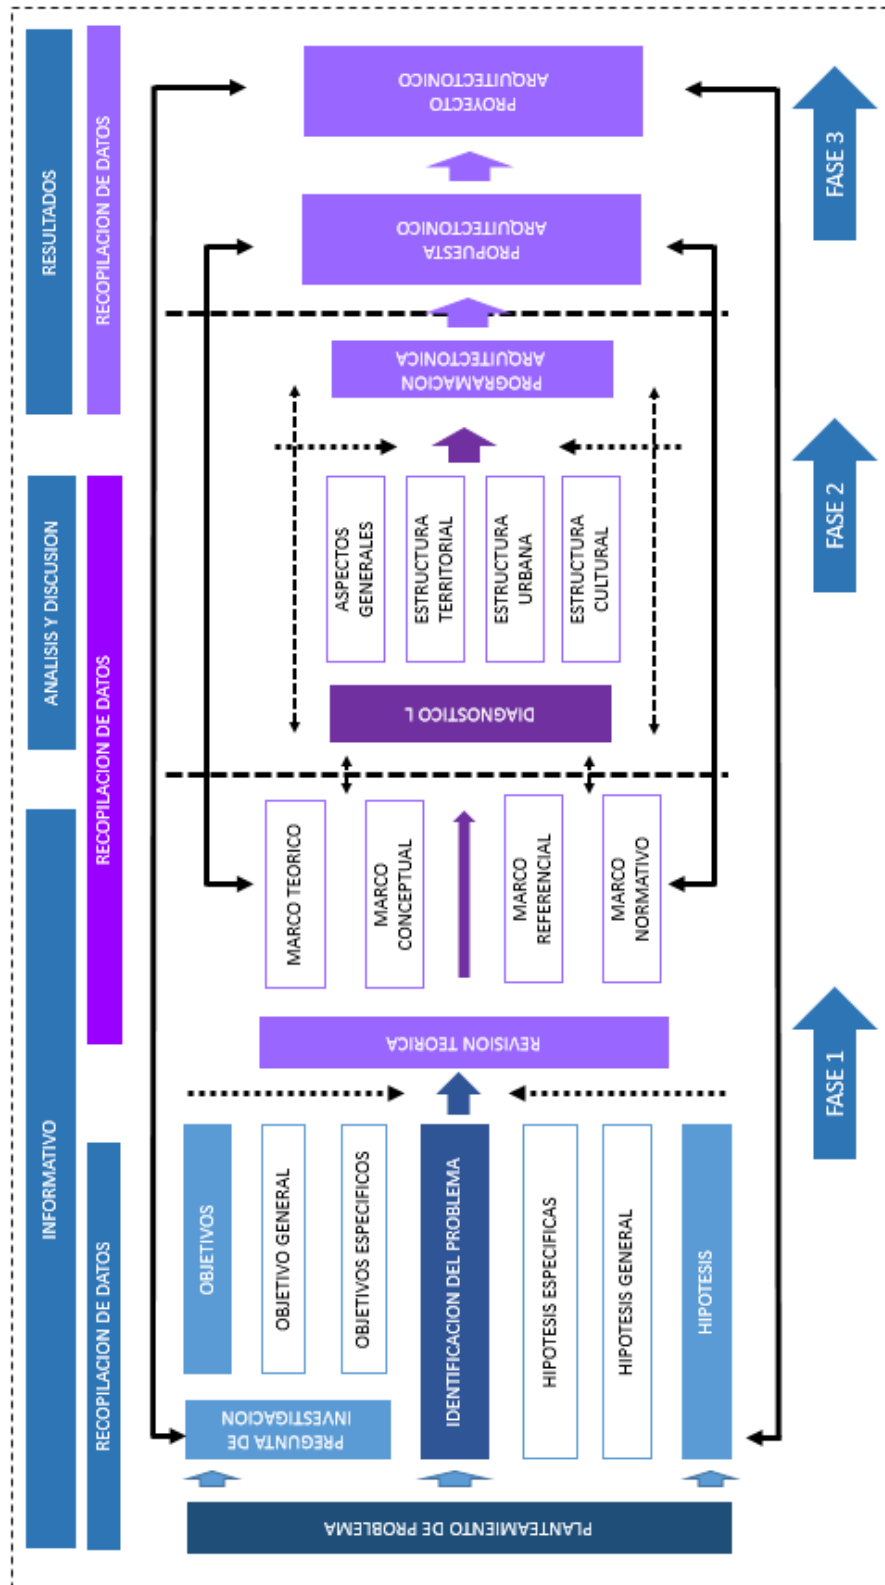 INFORMATIVO
ANALISIS Y DISCUSION
RESULTADOS
RECOPILACION DE DATOS
RECOPILACION DE DATOS
RECOPILACION DE DATOS
PLANTEAMIENTO DE PROBLEMA
PREGUNTA DE
INVESTIGACION
OBJETIVOS
OBJETIVO GENERAL
OBJETIVOS ESPECIFICOS
IDENTIFICACION DEL PROBLEMA
HIPOTESIS ESPECIFICAS
HIPOTESIS GENERAL
HIPOTESIS
REVISION TEORICA
MARCO TEORICO
MARCO
CONCEPTUAL
MARCO
REFERENCIAL
MARCO
NORMATIVO
DIAGNOSTICO L
ASPECTOS
GENERALES
ESTRUCTURA
TERRITORIAL
ESTRUCTURA
URBANA
ESTRUCTURA
CULTURAL
PROGRAMACION
ARQUITECTONICA
PROPUESTA
ARQUITECTONICO
PROYECTO
ARQUITECTONICO
FASE 1
FASE 2
FASE 3